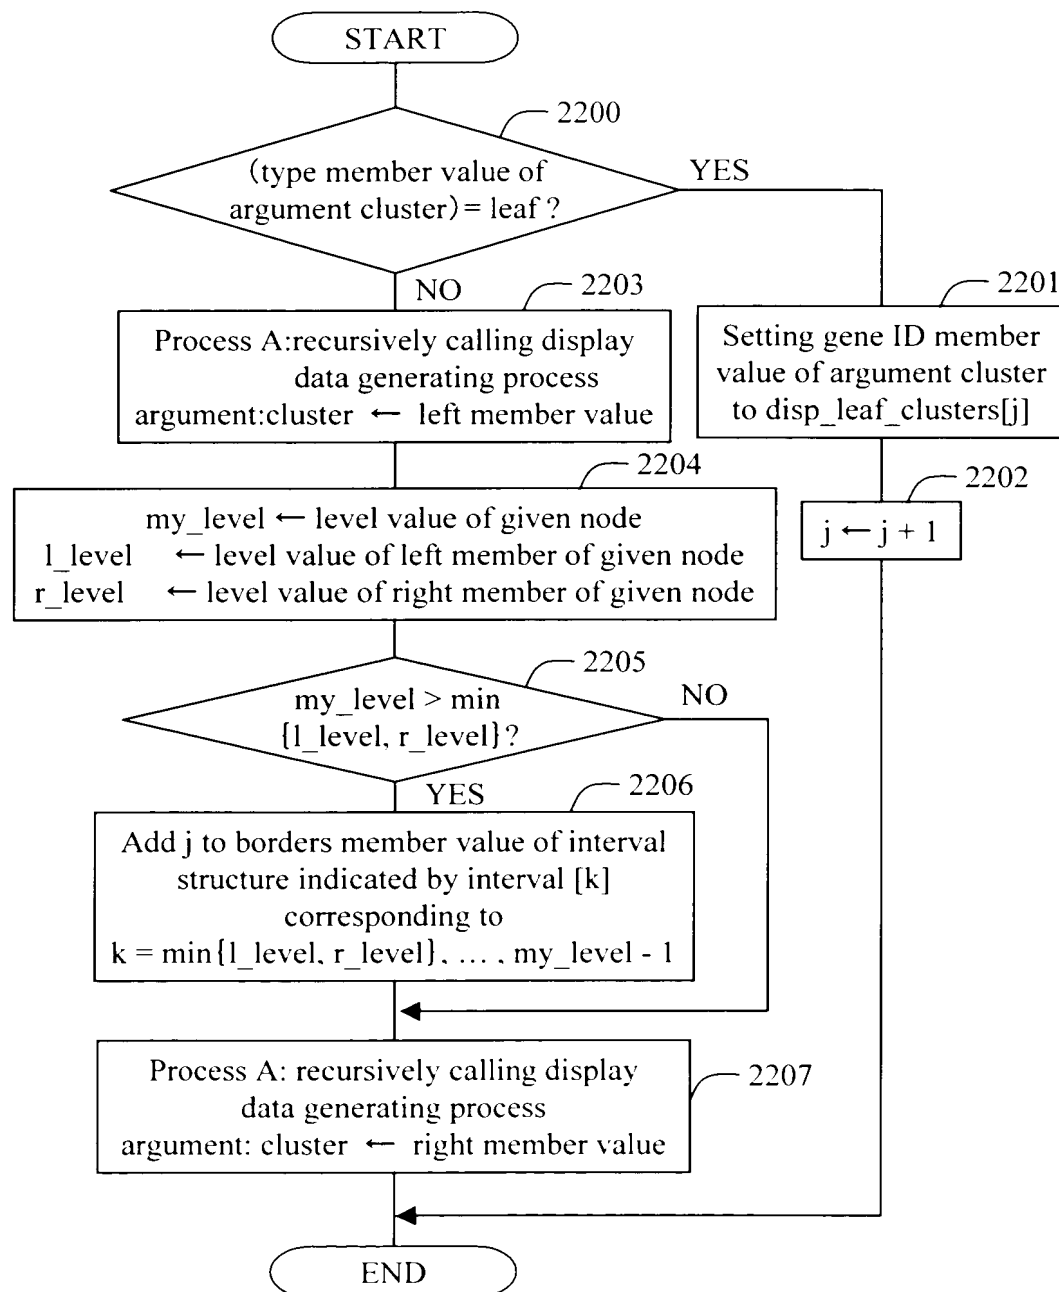 START
2200
(type member value of
argument cluster) = leaf ?
YES
NO
2203
Process A:recursively calling display
data generating process
argument:cluster ← left member value
2201
Setting gene ID member
value of argument cluster
to disp_leaf_clusters[j]
2204
my_level ← level value of given node
l_level ← level value of left member of given node
r_level ← level value of right member of given node
2202
j ← j + 1
2205
my_level > min
{l_level, r_level}?
NO
YES
2206
Add j to borders member value of interval
structure indicated by interval [k]
corresponding to
k = min{l_level, r_level}, ... , my_level - 1
2207
Process A: recursively calling display
data generating process
argument: cluster ← right member value
END